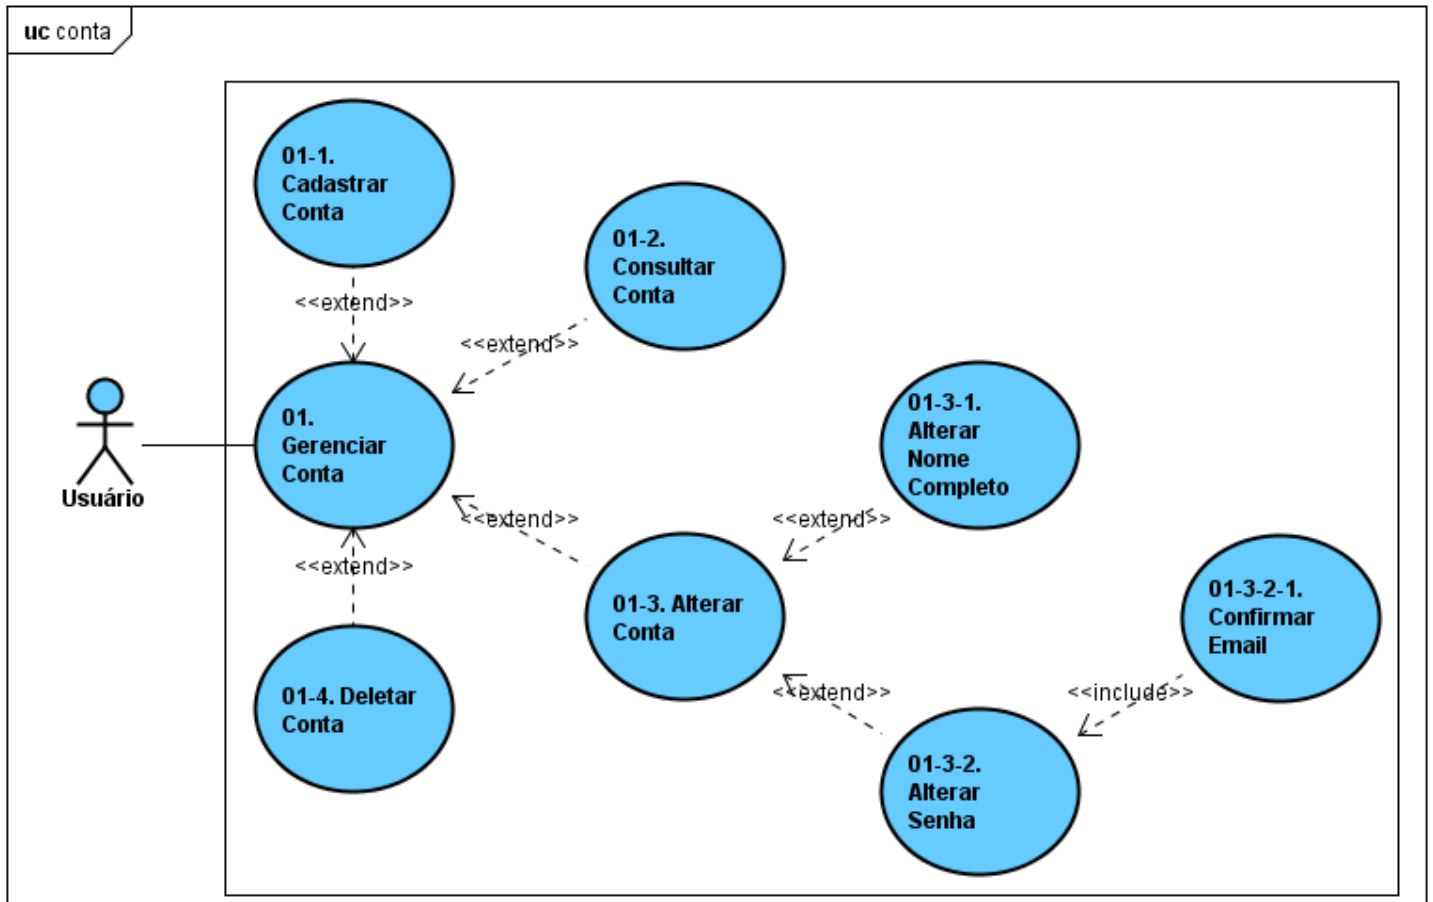 uc conta
01-1.
Cadastrar
Conta
<<extend>>
01-2.
Consultar
Conta
<<extend>>
01.
Gerenciar
Conta
Usuário
<<extend>>
<<extend>>
01-4. Deletar
Conta
01-3. Alterar
Conta
01-3-1.
Alterar
Nome
Completo
<<extend>>
<<extend>>
01-3-2.
Alterar
Senha
<<include>>
01-3-2-1.
Confirmar
Email